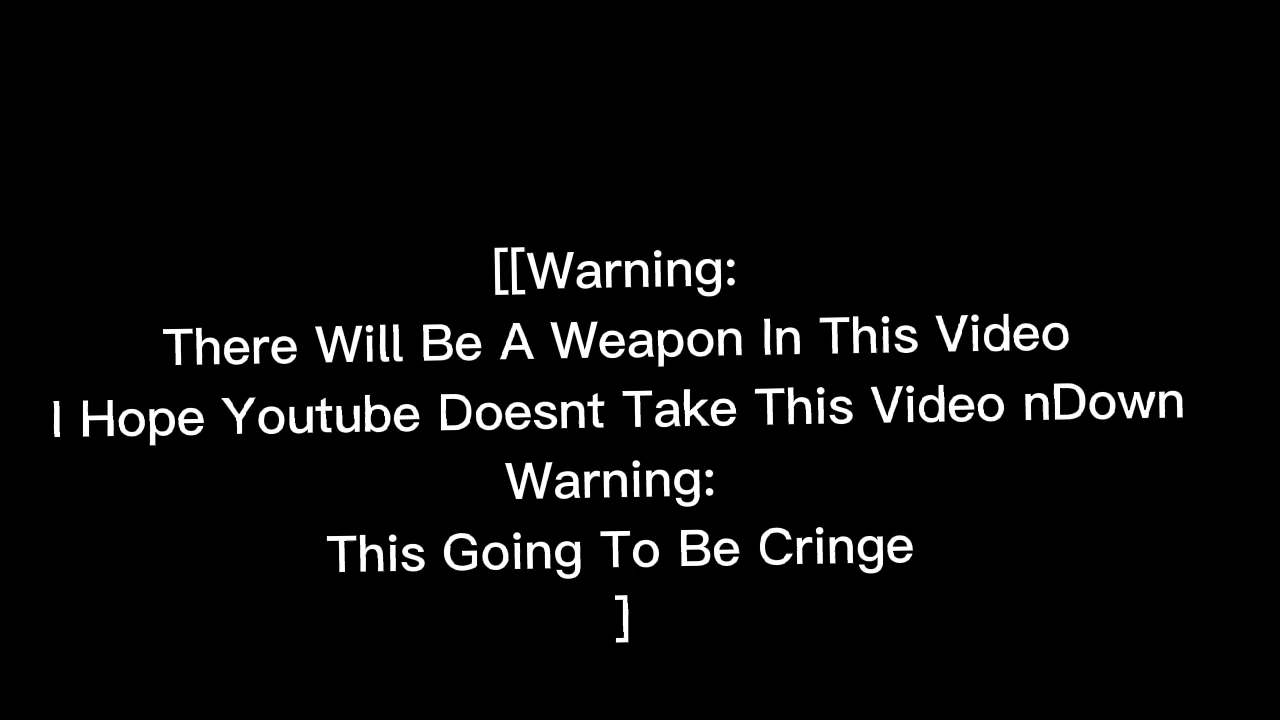 [[Warning:
There Will Be A Weapon In This Video
I Hope Youtube Doesnt Take This Video nDown
Warning:
This Going To Be Cringe
]